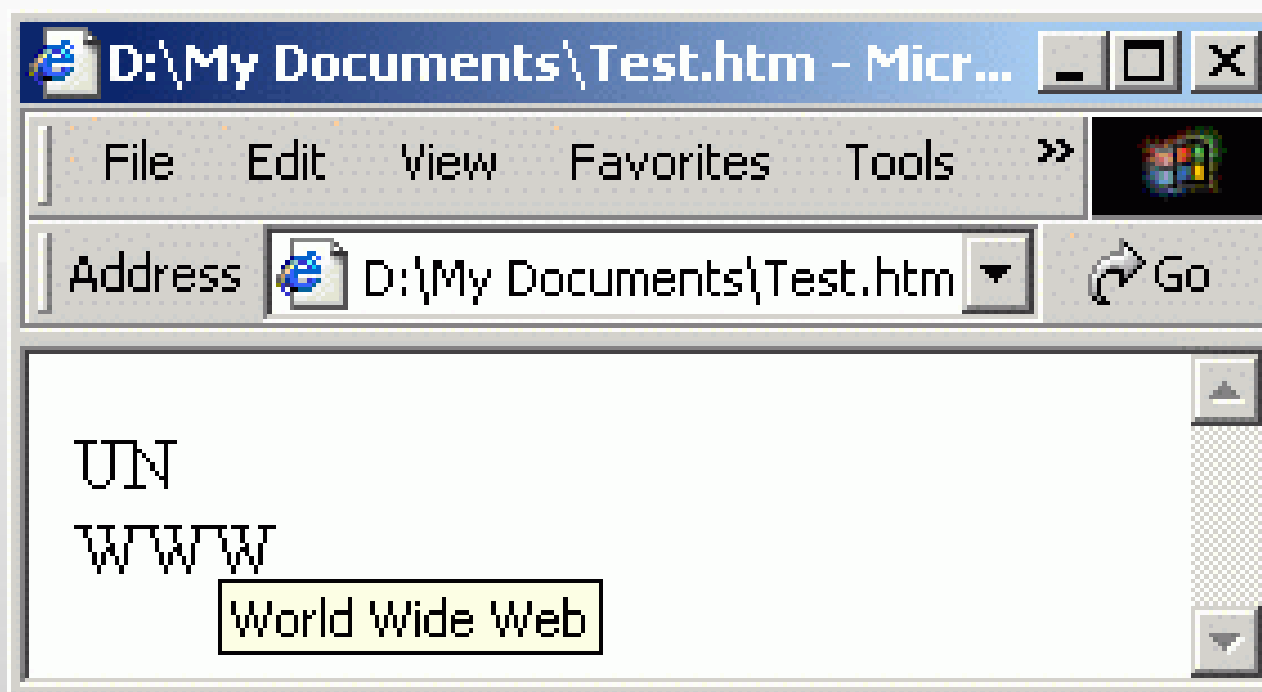 D:\My Documents\Test.htm - Micr...
File Edit View Favorites Tools »
Address D:\My Documents\Test.htm Go
UN
WWW
World Wide Web